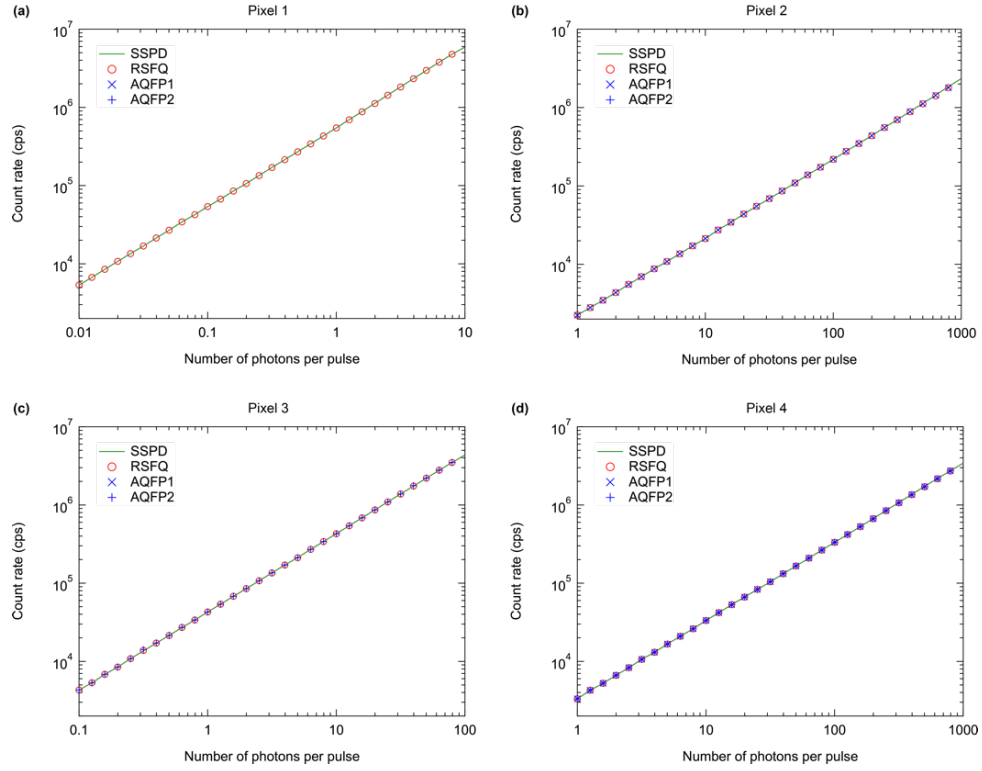 (a)
Pixel 1
10^7
10^6
10^5
10^4
Count rate (cps)
SSPD
RSFQ
AQFP1
AQFP2
0.01 0.1 1 10
Number of photons per pulse
(b)
Pixel 2
10^7
10^6
10^5
10^4
Count rate (cps)
SSPD
RSFQ
AQFP1
AQFP2
1 10 100 1000
Number of photons per pulse
(c)
Pixel 3
10^7
10^6
10^5
10^4
Count rate (cps)
SSPD
RSFQ
AQFP1
AQFP2
0.1 1 10 100
Number of photons per pulse
(d)
Pixel 4
10^7
10^6
10^5
10^4
Count rate (cps)
SSPD
RSFQ
AQFP1
AQFP2
1 10 100 1000
Number of photons per pulse